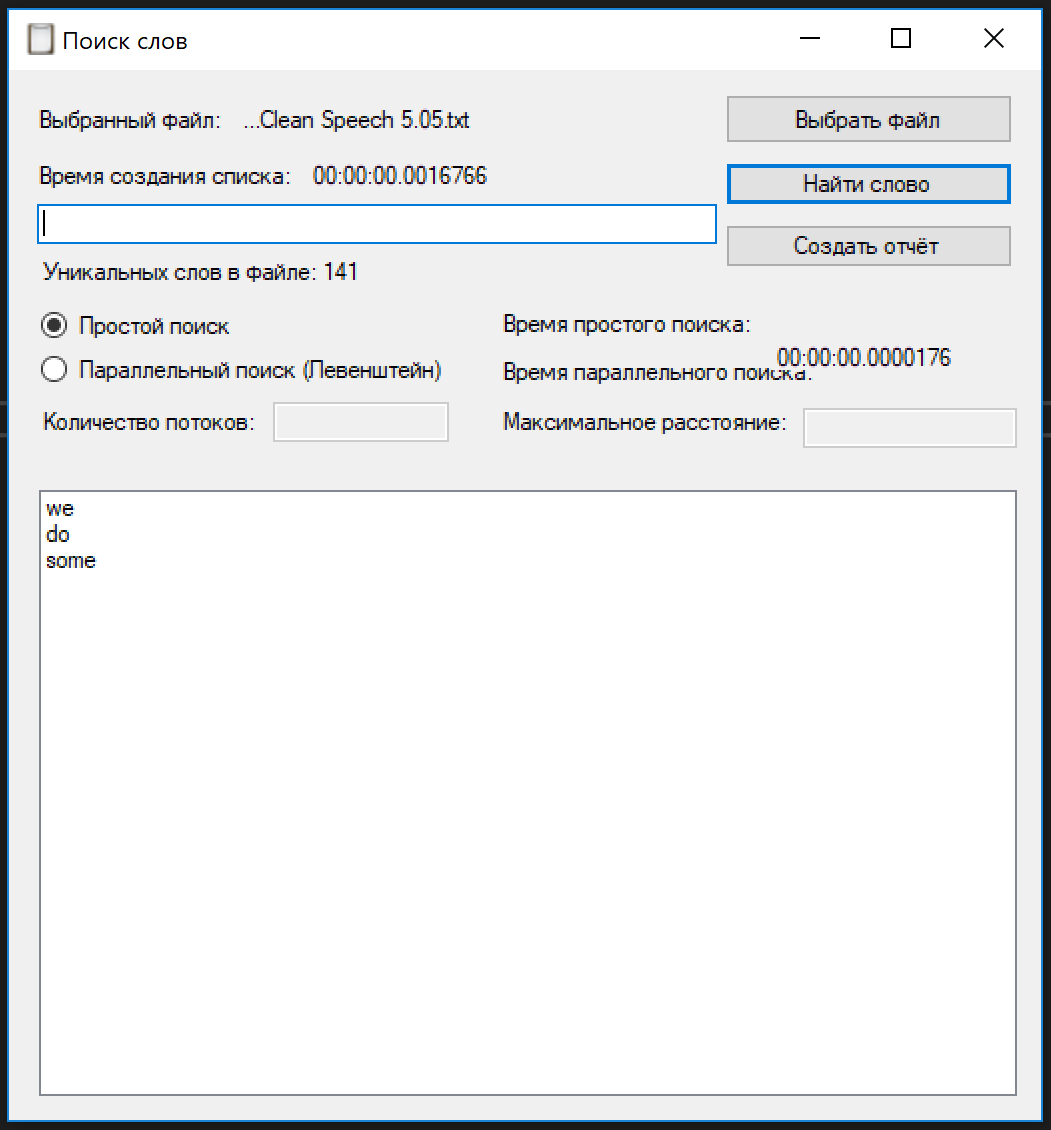 Поиск слов
Выбранный файл: ...Clean Speech 5.05.txt
Выбрать файл
Время создания списка: 00:00:00.0016766
Найти слово
Создать отчёт
Уникальных слов в файле: 141
Простой поиск
Время простого поиска:
00:00:00.0000176
Параллельный поиск (Левенштейн)
Время параллельного поиска:
Количество потоков:
Максимальное расстояние:
we
do
some